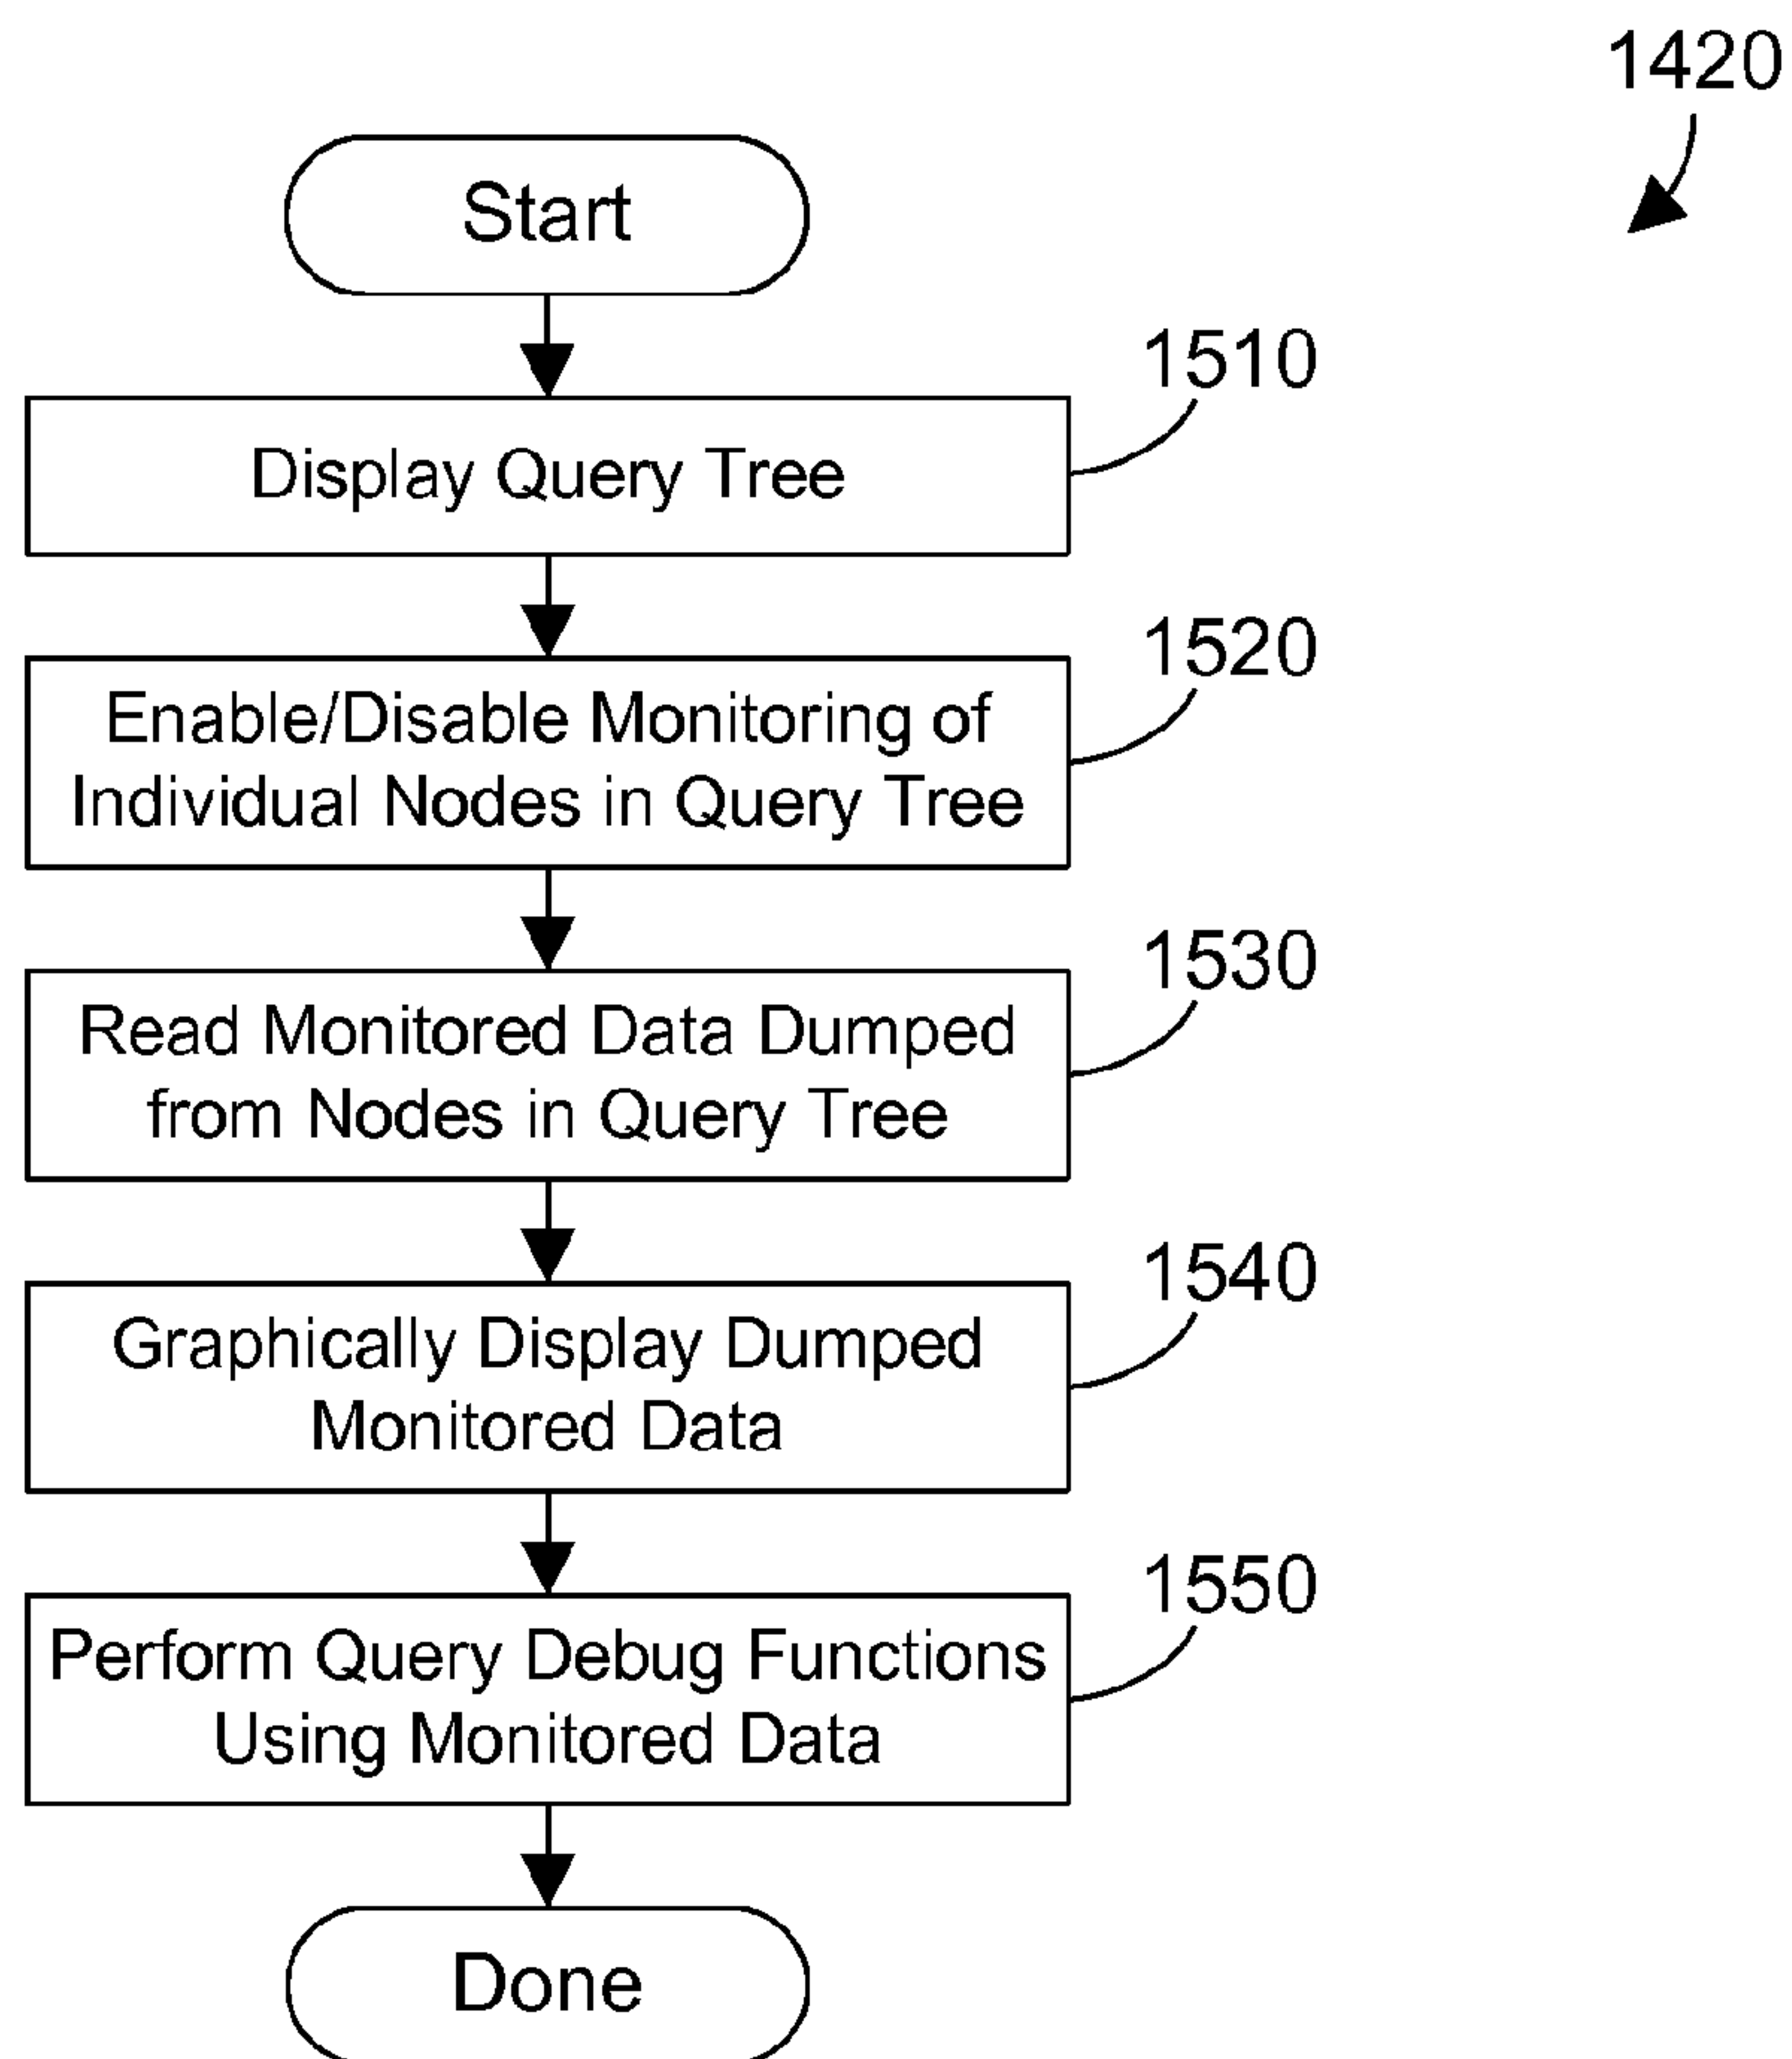 1420
Start
1510
Display Query Tree
1520
Enable/Disable Monitoring of
Individual Nodes in Query Tree
1530
Read Monitored Data Dumped
from Nodes in Query Tree
1540
Graphically Display Dumped
Monitored Data
1550
Perform Query Debug Functions
Using Monitored Data
Done